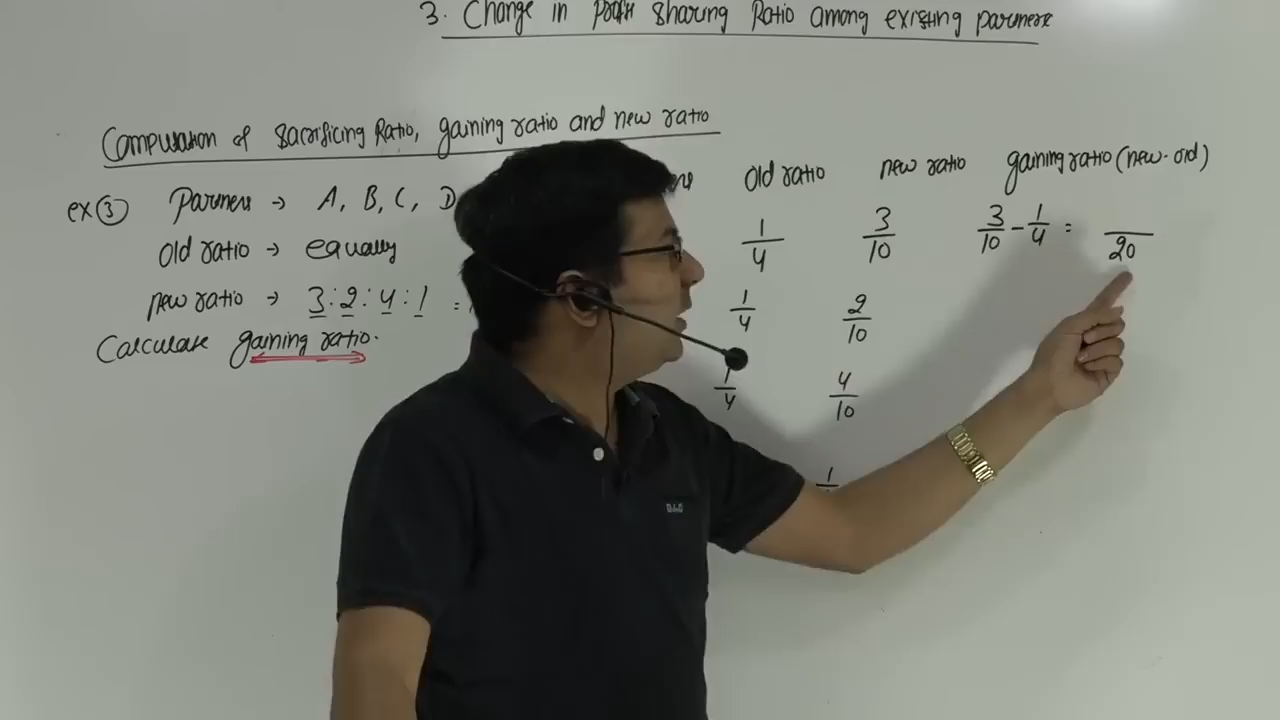 3. Change in Profit Sharing Ratio among existing partners
Computation of Sacrificing Ratio, gaining ratio and new ratio
ex ③ Partners → A, B, C, D
Old ratio → equally
new ratio → 3 : 2 : 4 : 1 =
Calculate gaining ratio.
Old ratio new ratio gaining ratio (new - old)
1/4 3/10 3/10 - 1/4 = /20
1/4 2/10
1/4 4/10
1/